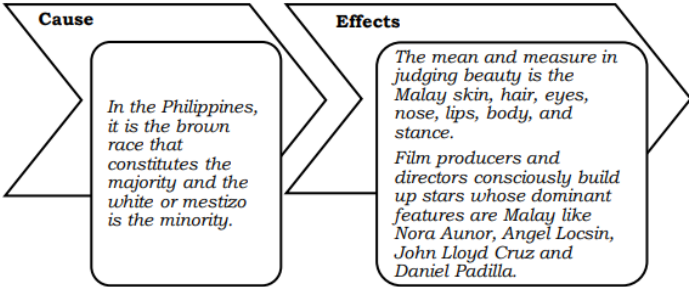 Cause
In the Philippines,
it is the brown
race that
constitutes the
majority and the
white or mestizo
is the minority.
Effects
The mean and measure in
judging beauty is the
Malay skin, hair, eyes,
nose, lips, body, and
stance.
Film producers and
directors consciously build
up stars whose dominant
features are Malay like
Nora Aunor, Angel Locsin,
John Lloyd Cruz and
Daniel Padilla.